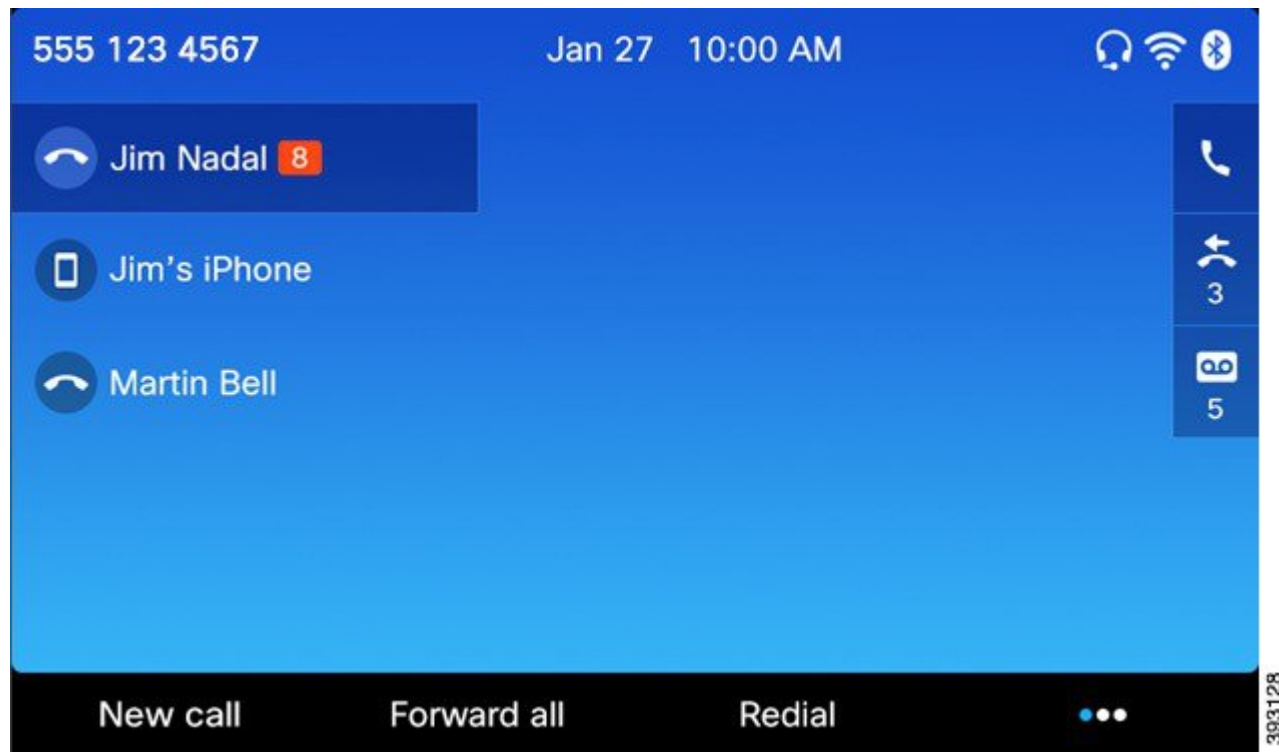 555 123 4567 Jan 27 10:00 AM
Jim Nadal 8
3
Jim’s iPhone
5
Martin Bell
New call Forward all Redial
393128